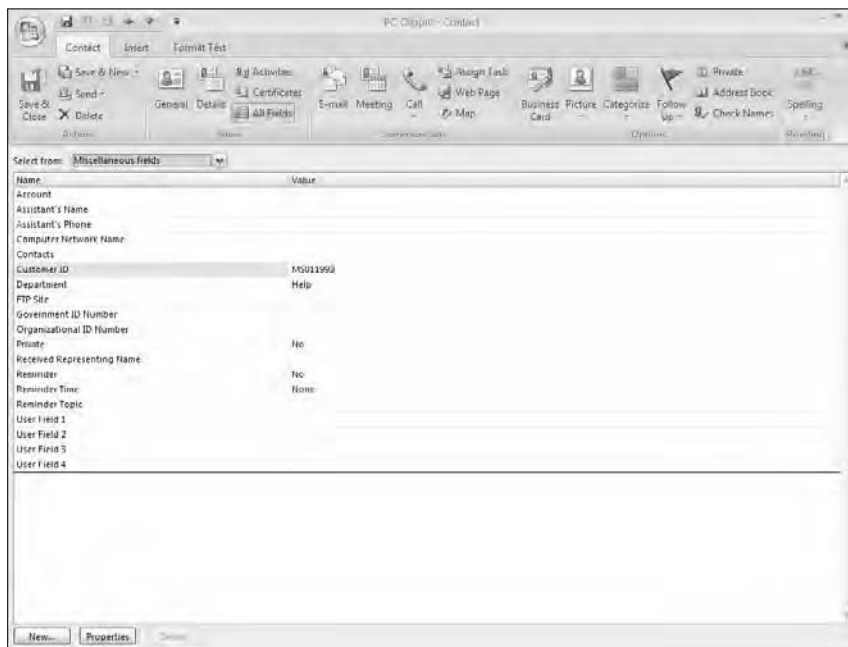 PC Clippit - Contact
Contact Insert Format Text
Save & Close
Save & New
Send
Delete
Actions
General
Details
Activities
Certificates
All Fields
Show
E-mail
Meeting
Call
Assign Task
Web Page
Map
Communicate
Business Card
Picture
Categorize
Follow Up
Private
Address Book
Check Names
Options
Spelling
Proofing
Select from: Miscellaneous fields
Name Value
Account
Assistant's Name
Assistant's Phone
Computer Network Name
Contacts
Customer ID
Department Help
FTP Site
Government ID Number
Organizational ID Number
Private No
Received Representing Name
Reminder No
Reminder Time None
Reminder Topic
User Field 1
User Field 2
User Field 3
User Field 4
New... Properties Delete